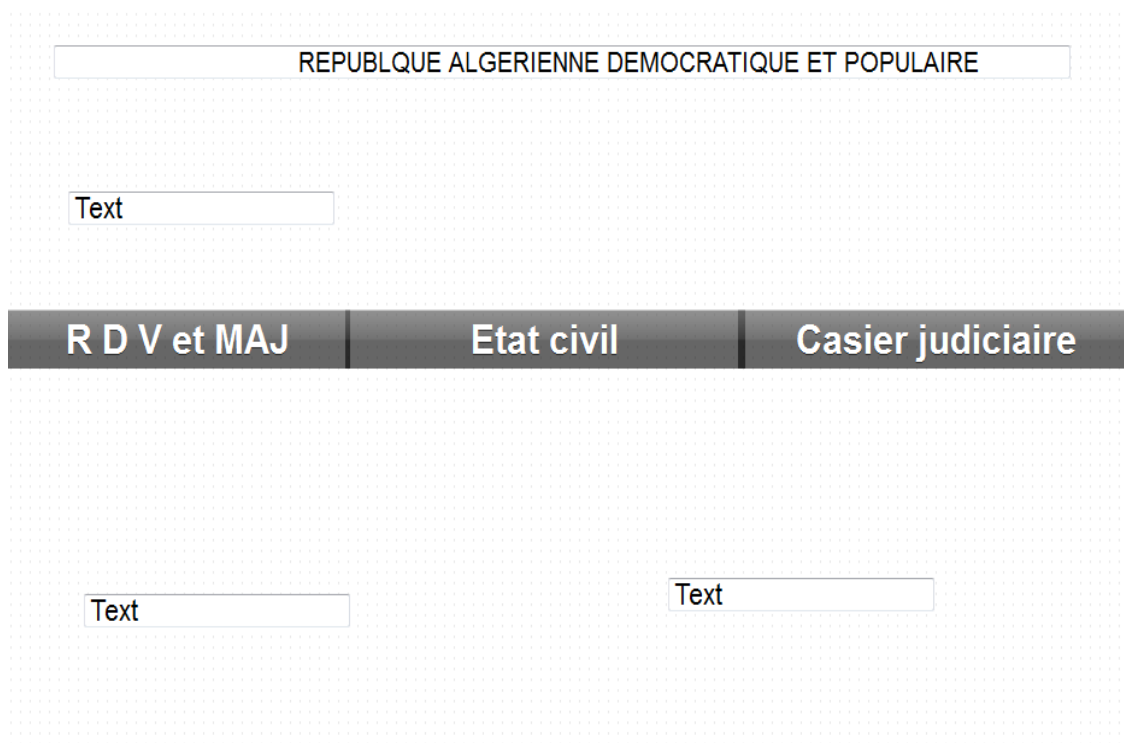 REPUBLQUE ALGERIENNE DEMOCRATIQUE ET POPULAIRE
Text
R D V et MAJ
Etat civil
Casier judiciaire
Text
Text